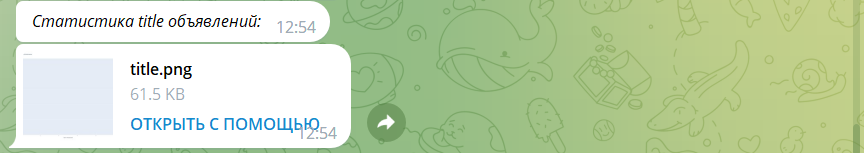 Статистика title объявлений:
12:54
title.png
61.5 KB
ОТКРЫТЬ С ПОМОЩЬЮ
12:54